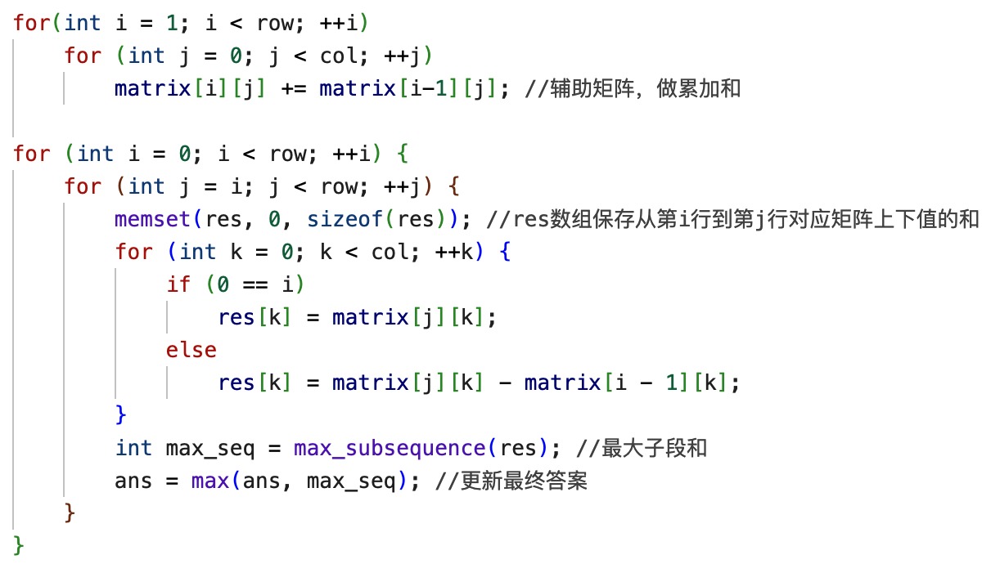 for(int i = 1; i < row; ++i)
    for (int j = 0; j < col; ++j)
        matrix[i][j] += matrix[i-1][j]; //辅助矩阵，做累加和

for (int i = 0; i < row; ++i) {
    for (int j = i; j < row; ++j) {
        memset(res, 0, sizeof(res)); //res数组保存从第i行到第j行对应矩阵上下值的和
        for (int k = 0; k < col; ++k) {
            if (0 == i)
                res[k] = matrix[j][k];
            else
                res[k] = matrix[j][k] - matrix[i - 1][k];
        }
        int max_seq = max_subsequence(res); //最大子段和
        ans = max(ans, max_seq); //更新最终答案
    }
}